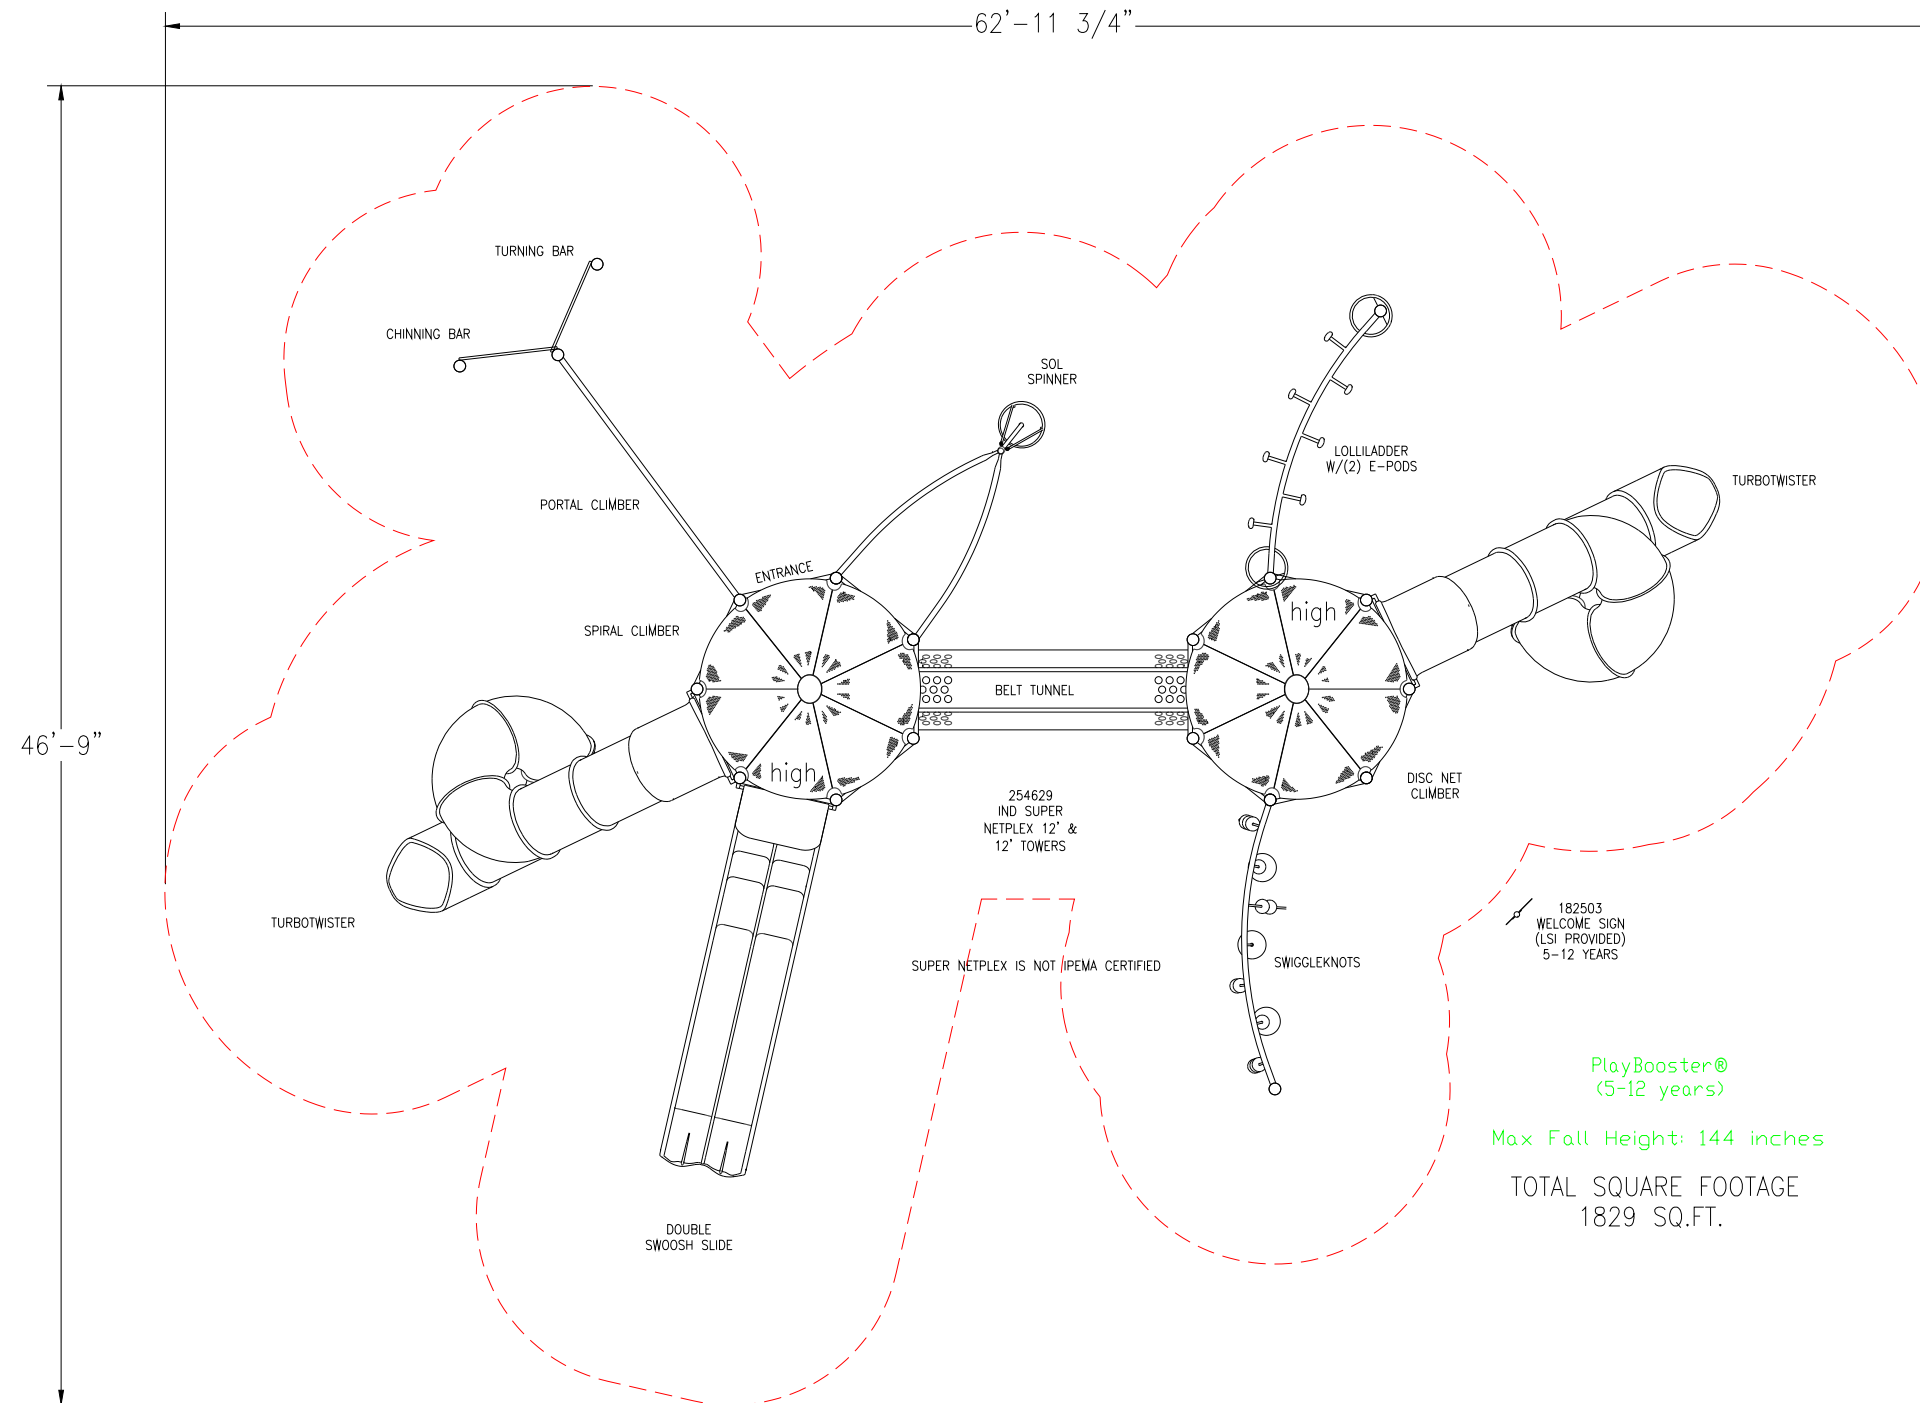 62'-11 3/4"
TURNING BAR
CHINNING BAR
SOL
SPINNER
LOLLILADDER
W/(2) E-PODS
TURBOTWISTER
PORTAL CLIMBER
ENTRANCE
high
SPIRAL CLIMBER
BELT TUNNEL
46'-9"
high
DISC NET
CLIMBER
254629
IND SUPER
NETPLEX 12' &
12' TOWERS
TURBOTWISTER
182503
WELCOME SIGN
(LSI PROVIDED)
5-12 YEARS
SUPER NETPLEX IS NOT IPEMA CERTIFIED
SWIGGLEKNOTS
PlayBooster®
(5-12 years)
Max Fall Height: 144 inches
TOTAL SQUARE FOOTAGE
1829 SQ.FT.
DOUBLE
SWOOSH SLIDE